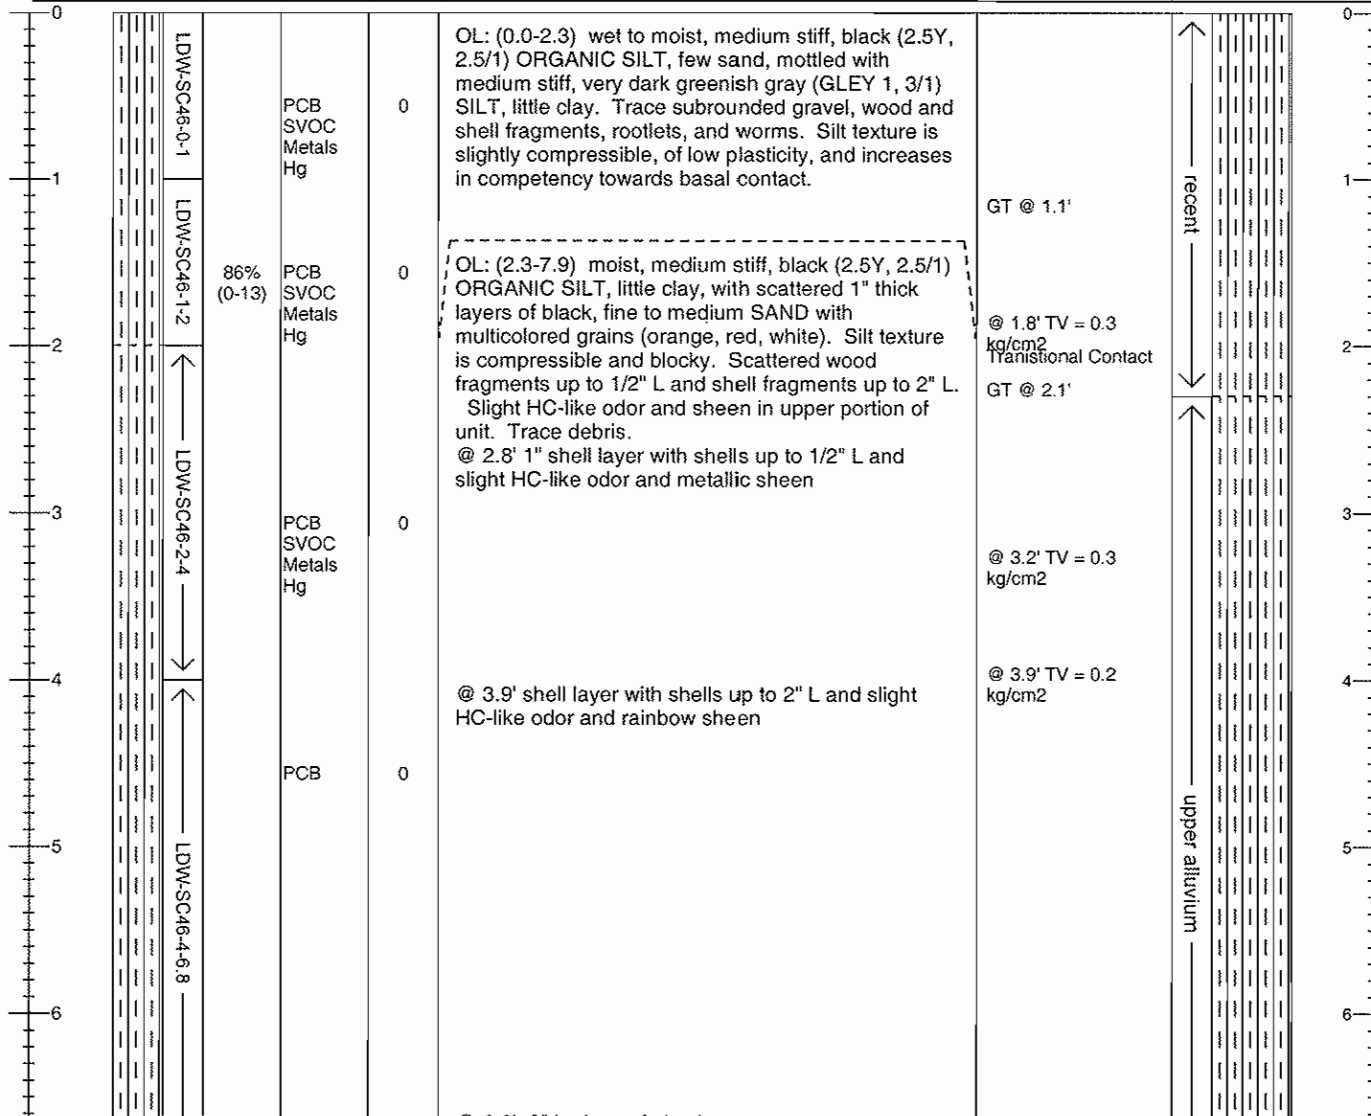 0
1
2
3
4
5
6
LDW-SC46-0-1
LDW-SC46-1-2
LDW-SC46-2-4
LDW-SC46-4-6.8
86%
(0-13)
PCB
SVOC
Metals
Hg
0
PCB
SVOC
Metals
Hg
0
PCB
SVOC
Metals
Hg
0
PCB
0
OL: (0.0-2.3) wet to moist, medium stiff, black (2.5Y,
2.5/1) ORGANIC SILT, few sand, mottled with
medium stiff, very dark greenish gray (GLEY 1, 3/1)
SILT, little clay. Trace subrounded gravel, wood and
shell fragments, rootlets, and worms. Silt texture is
slightly compressible, of low plasticity, and increases
in competency towards basal contact.
OL: (2.3-7.9) moist, medium stiff, black (2.5Y, 2.5/1)
ORGANIC SILT, little clay, with scattered 1" thick
layers of black, fine to medium SAND with
multicolored grains (orange, red, white). Silt texture
is compressible and blocky. Scattered wood
fragments up to 1/2" L and shell fragments up to 2" L.
Slight HC-like odor and sheen in upper portion of
unit. Trace debris.
@ 2.8' 1" shell layer with shells up to 1/2" L and
slight HC-like odor and metallic sheen
@ 3.9' shell layer with shells up to 2" L and slight
HC-like odor and rainbow sheen
GT @ 1.1'
@ 1.8' TV = 0.3
kg/cm2
Tranistional Contact
GT @ 2.1'
@ 3.2' TV = 0.3
kg/cm2
@ 3.9' TV = 0.2
kg/cm2
recent
upper alluvium
0
1
2
3
4
5
6